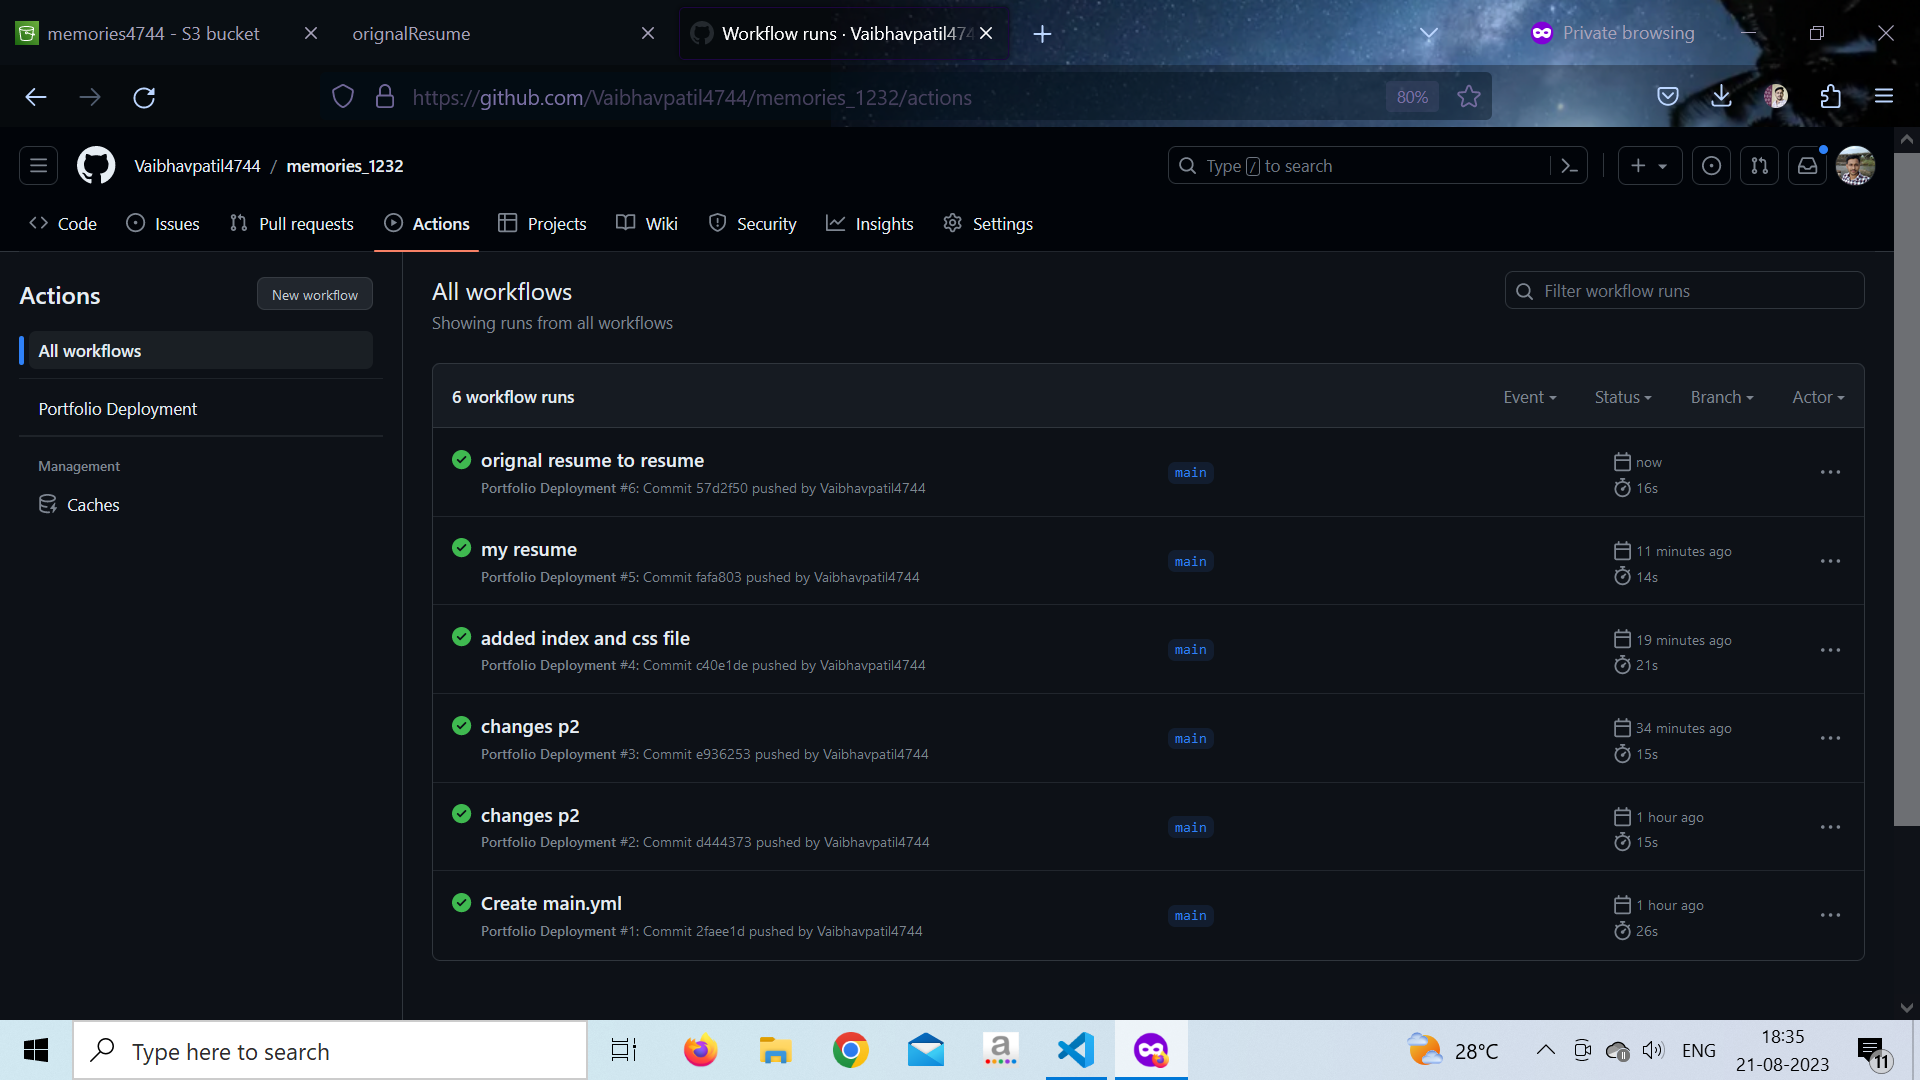 memories4744 - S3 bucket
orignalResume
Workflow runs · Vaibhavpatil474
Private browsing
https://github.com/Vaibhavpatil4744/memories_1232/actions
80%
Vaibhavpatil4744 / memories_1232
Type / to search
Code
Issues
Pull requests
Actions
Projects
Wiki
Security
Insights
Settings
Actions
New workflow
All workflows
Portfolio Deployment
Management
Caches
All workflows
Showing runs from all workflows
Filter workflow runs
6 workflow runs
Event
Status
Branch
Actor
orignal resume to resume
Portfolio Deployment #6: Commit 57d2f50 pushed by Vaibhavpatil4744
main
now
16s
my resume
Portfolio Deployment #5: Commit fafa803 pushed by Vaibhavpatil4744
main
11 minutes ago
14s
added index and css file
Portfolio Deployment #4: Commit c40e1de pushed by Vaibhavpatil4744
main
19 minutes ago
21s
changes p2
Portfolio Deployment #3: Commit e936253 pushed by Vaibhavpatil4744
main
34 minutes ago
15s
changes p2
Portfolio Deployment #2: Commit d444373 pushed by Vaibhavpatil4744
main
1 hour ago
15s
Create main.yml
Portfolio Deployment #1: Commit 2faee1d pushed by Vaibhavpatil4744
main
1 hour ago
26s
Type here to search
a
28°C
ENG
18:35
21-08-2023
11